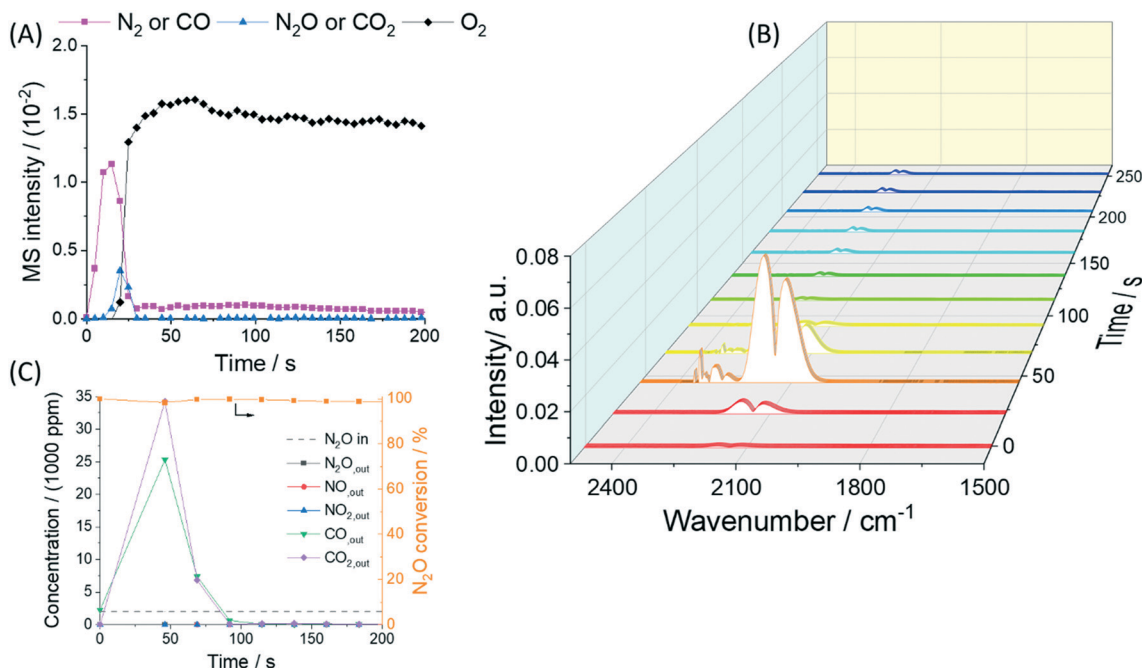 N2 or CO N2O or CO2 O2
(A)
2.0
1.5
1.0
0.5
0.0
MS intensity / (10-2)
0 50 100 150 200
Time / s
(B)
0.08
0.06
0.04
0.02
0.00
Intensity/ a.u.
2400 2100 1800 1500
Wavenumber / cm-1
250
200
150
100
50
0
Time / s
(C)
35
30
25
20
15
10
5
0
Concentration / (1000 ppm)
N2O in
N2O,out
NO,out
NO2,out
CO,out
CO2,out
100
80
60
40
20
0
N2O conversion / %
0 50 100 150 200
Time / s